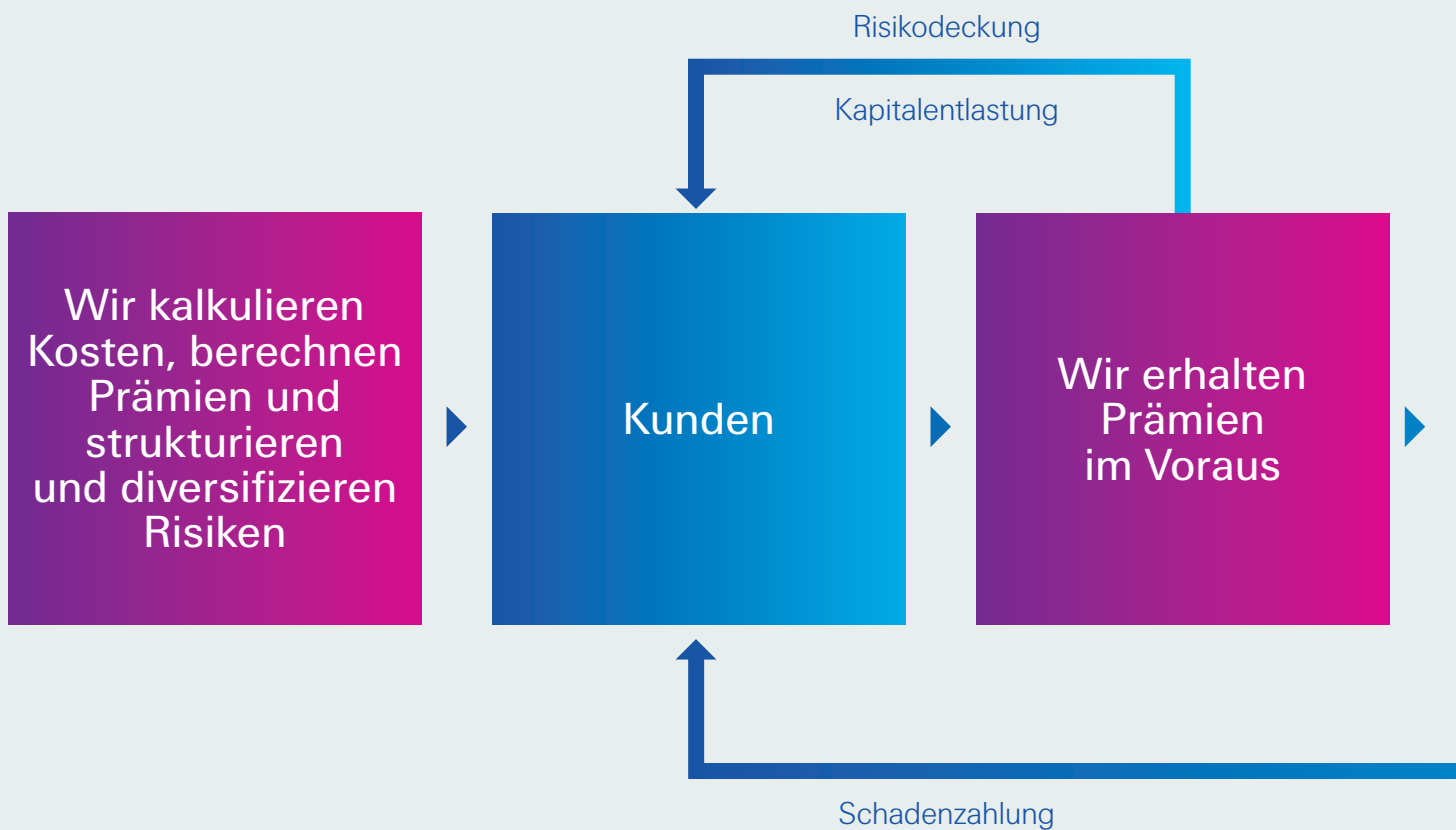 Risikodeckung
Kapitalentlastung
Wir kalkulieren
Kosten, berechnen
Prämien und
strukturieren
und diversifizieren
Risiken
Kunden
Wir erhalten
Prämien
im Voraus
Schadenzahlung